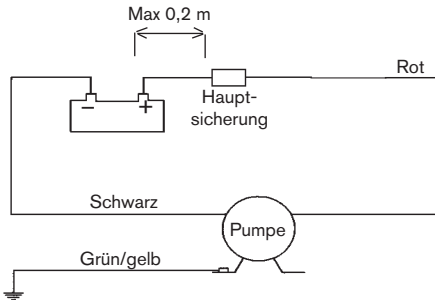 Max 0,2 m
Rot
− +
Haupt-
sicherung
Schwarz
Pumpe
Grün/gelb